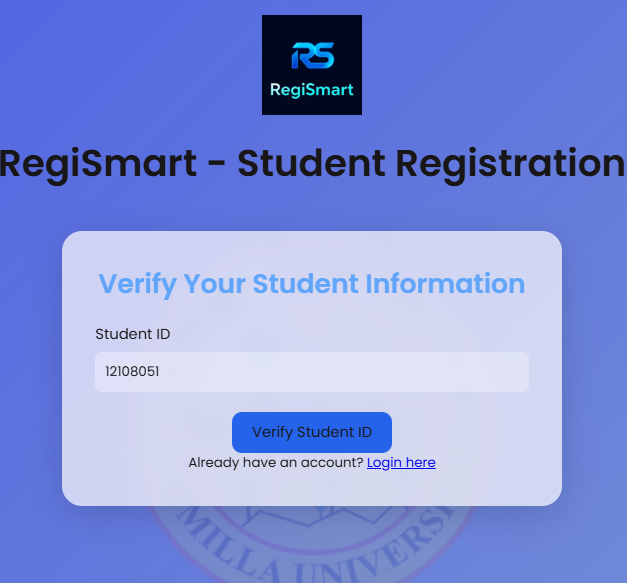 RS
RegiSmart
RegiSmart - Student Registration
Verify Your Student Information
Student ID
12108051
Verify Student ID
Already have an account? Login here
MILLA UNIVERSI